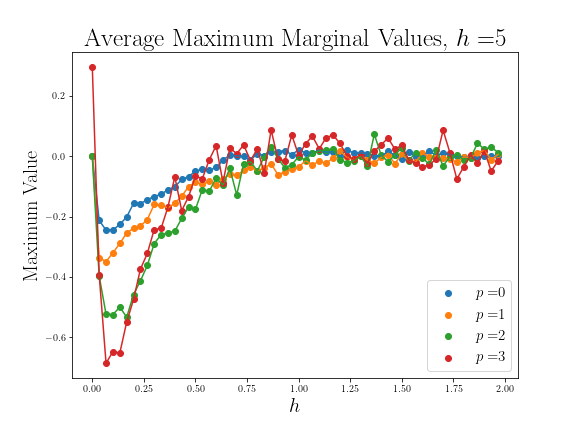 Average Maximum Marginal Values, h =5
Maximum Value
0.2
0.0
−0.2
−0.4
−0.6
0.00 0.25 0.50 0.75 1.00 1.25 1.50 1.75 2.00
h
p =0
p =1
p =2
p =3